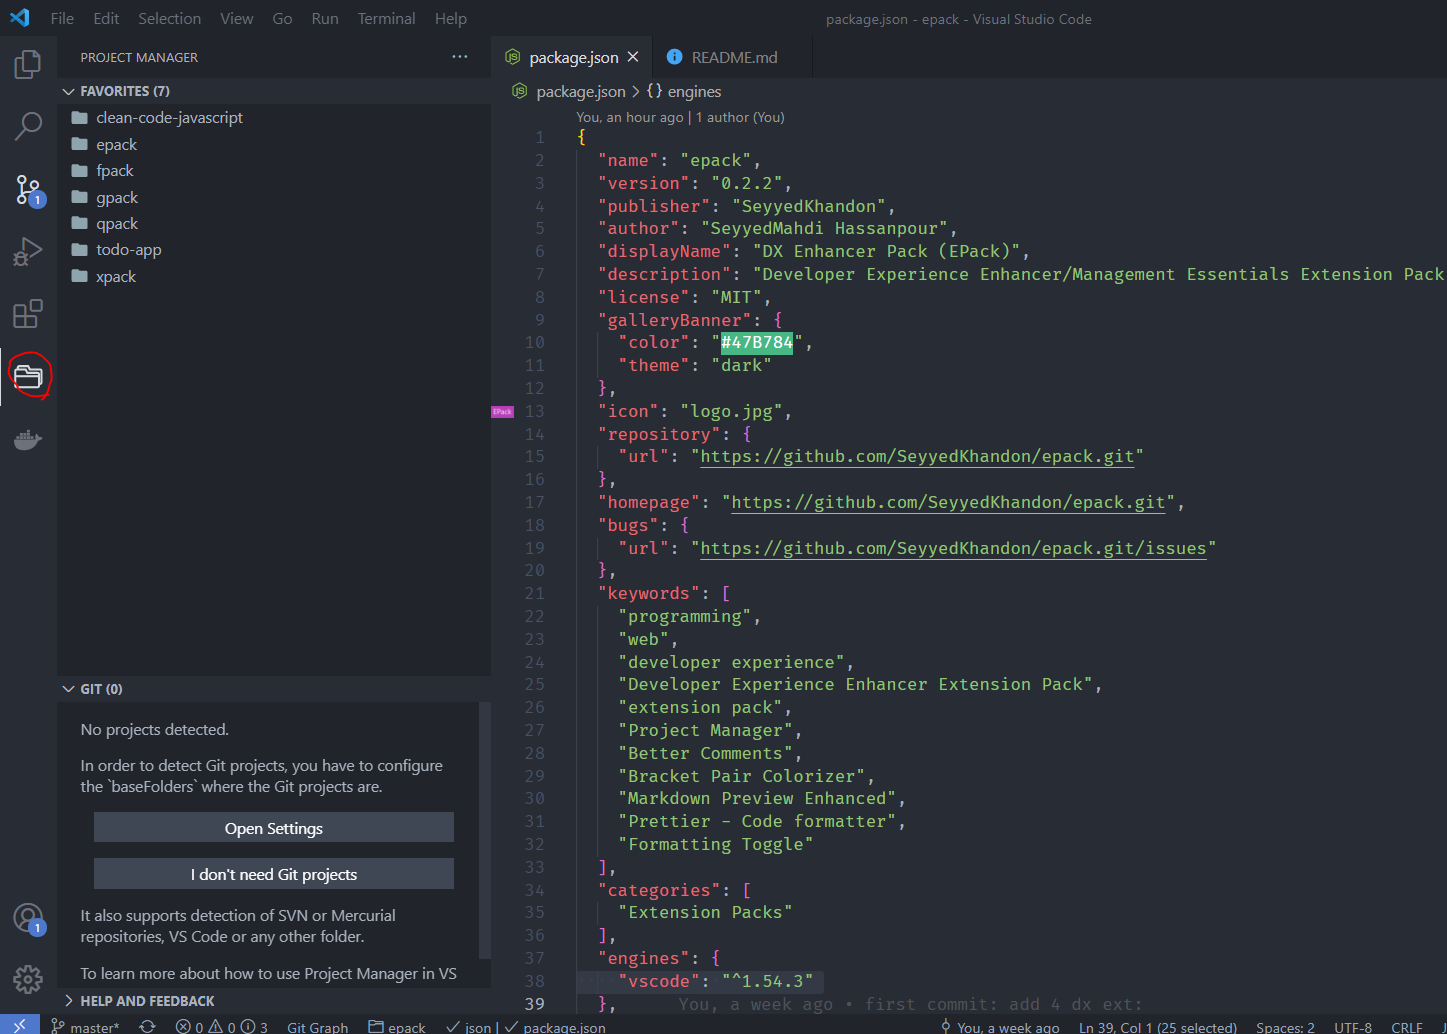 File Edit Selection View Go Run Terminal Help package.json - epack - Visual Studio Code
PROJECT MANAGER
FAVORITES (7)
clean-code-javascript
epack
fpack
gpack
qpack
todo-app
xpack
GIT (0)
No projects detected.
In order to detect Git projects, you have to configure
the `baseFolders` where the Git projects are.
Open Settings
I don't need Git projects
It also supports detection of SVN or Mercurial
repositories, VS Code or any other folder.
To learn more about how to use Project Manager in VS
HELP AND FEEDBACK
1
1
package.json README.md
package.json > {} engines
You, an hour ago | 1 author (You)
1 {
2 "name": "epack",
3 "version": "0.2.2",
4 "publisher": "SeyyedKhandon",
5 "author": "SeyyedMahdi Hassanpour",
6 "displayName": "DX Enhancer Pack (EPack)",
7 "description": "Developer Experience Enhancer/Management Essentials Extension Pack
8 "license": "MIT",
9 "galleryBanner": {
10 "color": "#47B784",
11 "theme": "dark"
12 },
EPack 13 "icon": "logo.jpg",
14 "repository": {
15 "url": "https://github.com/SeyyedKhandon/epack.git"
16 },
17 "homepage": "https://github.com/SeyyedKhandon/epack.git",
18 "bugs": {
19 "url": "https://github.com/SeyyedKhandon/epack.git/issues"
20 },
21 "keywords": [
22 "programming",
23 "web",
24 "developer experience",
25 "Developer Experience Enhancer Extension Pack",
26 "extension pack",
27 "Project Manager",
28 "Better Comments",
29 "Bracket Pair Colorizer",
30 "Markdown Preview Enhanced",
31 "Prettier - Code formatter",
32 "Formatting Toggle"
33 ],
34 "categories": [
35 "Extension Packs"
36 ],
37 "engines": {
38 "vscode": "^1.54.3"
39 }, You, a week ago • first commit: add 4 dx ext:
master* 0 0 3 Git Graph epack json | package.json You, a week ago Ln 39, Col 1 (25 selected) Spaces: 2 UTF-8 CRLF